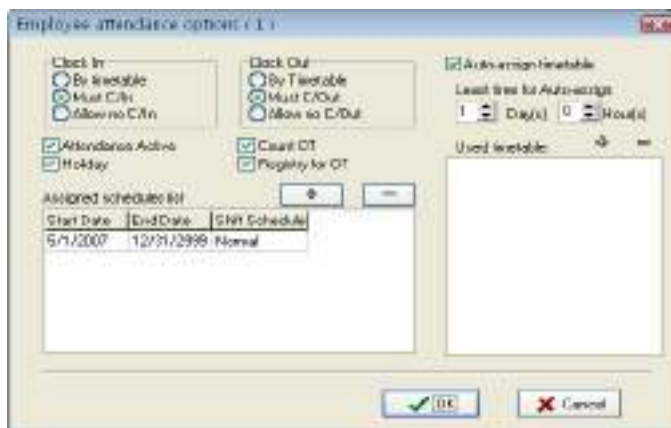 Employee attendance options ( 1 )
Clock In
By timetable
Must C/In
Allow no C/In
Clock Out
By Timetable
Must C/Out
Allow no C/Out
Auto-assign timetable
Least time for Auto-assign
1 Day(s) 0 Hour(s)
Attendance Active
Holiday
Count OT
Registry for OT
Used timetable:
Assigned schedules list
Start Date End Date Shift Schedule
5/1/2007 12/31/2999 Normal
OK Cancel